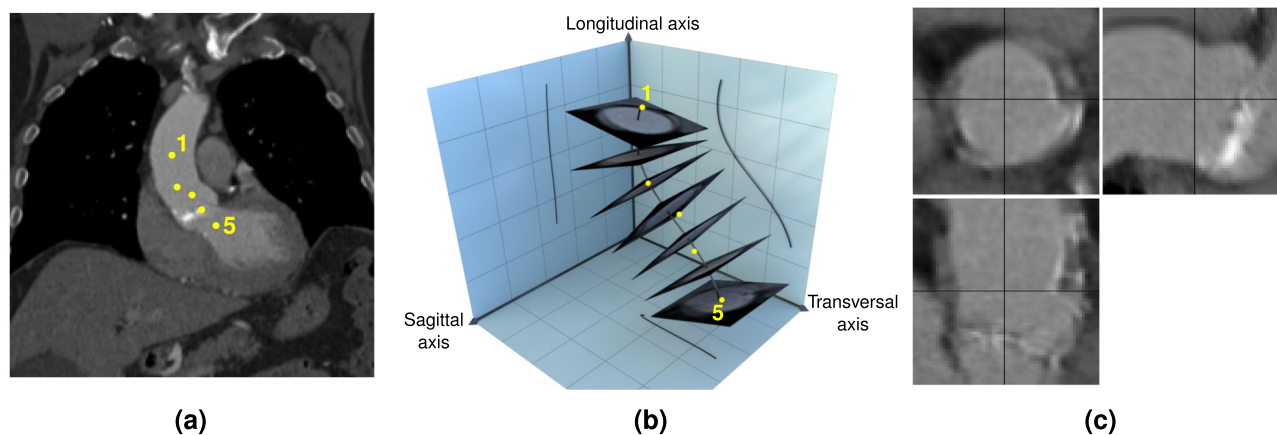 1
5
(a)
Longitudinal axis
1
5
Sagittal
axis
Transversal
axis
(b)
(c)